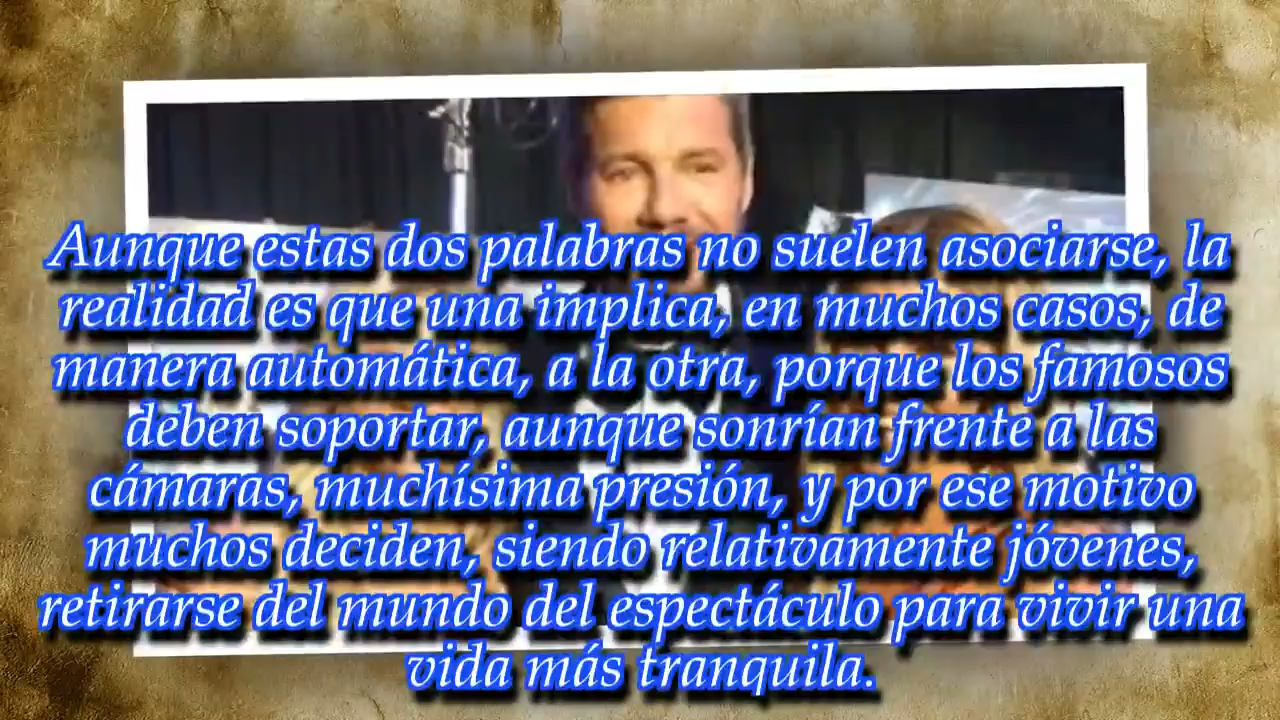 Aunque estas dos palabras no suelen asociarse, la
realidad es que una implica, en muchos casos, de
manera automática, a la otra, porque los famosos
deben soportar, aunque sonrían frente a las
cámaras, muchísima presión, y por ese motivo
muchos deciden, siendo relativamente jóvenes,
retirarse del mundo del espectáculo para vivir una
vida más tranquila.